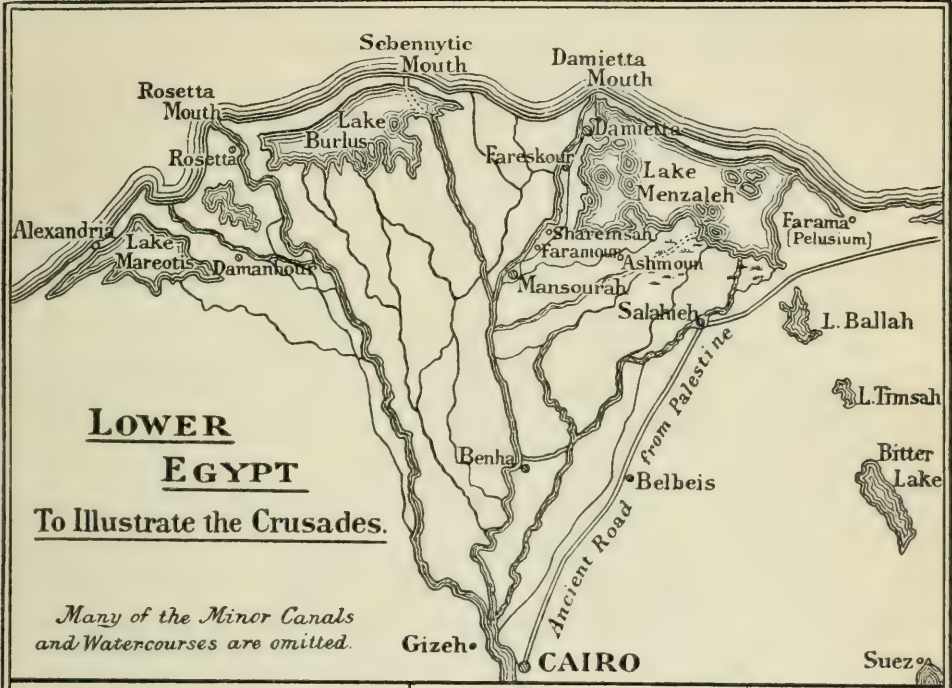 Sebennytic
Mouth
Damietta
Mouth
Rosetta
Mouth
Lake
Burlus
Damietta
Rosetta
Fareskour
Lake
Menzaleh
Alexandria
Lake
Mareotis
Damanhour
Sharemsah
Faramoun
Ashmoun
Farama
(Pelusium)
Mansourah
Salahieh
L. Ballah
L. Timsah
Ancient Road from Palestine
LOWER
EGYPT
To Illustrate the Crusades.
Benha
Belbeis
Bitter
Lake
Many of the Minor Canals
and Watercourses are omitted.
Gizeh
CAIRO
Suez